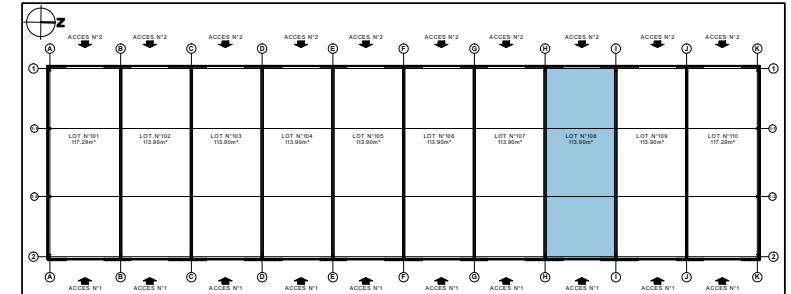 Z
ACCES N°2 ACCES N°2 ACCES N°2 ACCES N°2 ACCES N°2 ACCES N°2 ACCES N°2 ACCES N°2 ACCES N°2 ACCES N°2
A B C D E F G H I J K
1 1
LOT N°101 LOT N°102 LOT N°103 LOT N°104 LOT N°105 LOT N°106 LOT N°107 LOT N°108 LOT N°109 LOT N°110
117.29m² 113.90m² 113.90m² 113.90m² 113.90m² 113.90m² 113.90m² 113.90m² 113.90m² 117.29m²
2 2
A B C D E F G H I J K
ACCES N°1 ACCES N°1 ACCES N°1 ACCES N°1 ACCES N°1 ACCES N°1 ACCES N°1 ACCES N°1 ACCES N°1 ACCES N°1